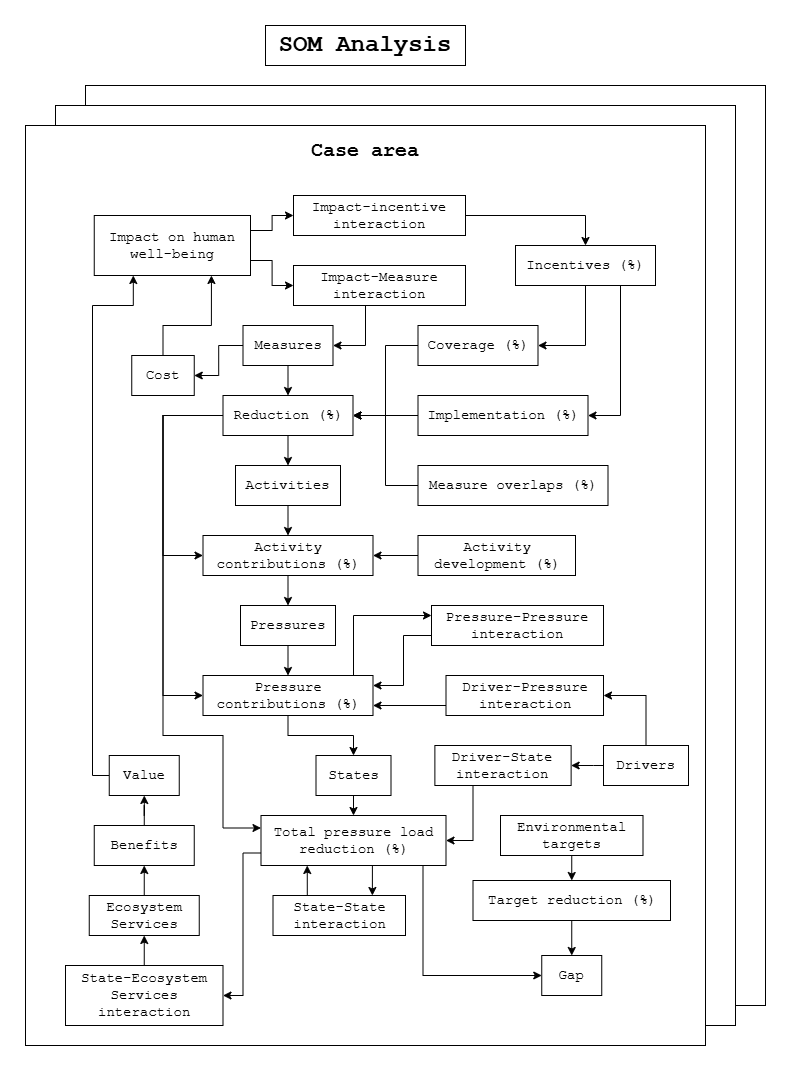 SOM Analysis
Case area
Impact-incentive
interaction
Impact on human
well-being
Incentives (%)
Impact-Measure
interaction
Measures
Coverage (%)
Cost
Reduction (%)
Implementation (%)
Activities
Measure overlaps (%)
Activity
contributions (%)
Activity
development (%)
Pressures
Pressure-Pressure
interaction
Pressure
contributions (%)
Driver-Pressure
interaction
Value
States
Driver-State
interaction
Drivers
Benefits
Total pressure load
reduction (%)
Environmental
targets
Ecosystem
Services
State-State
interaction
Target reduction (%)
State-Ecosystem
Services
interaction
Gap